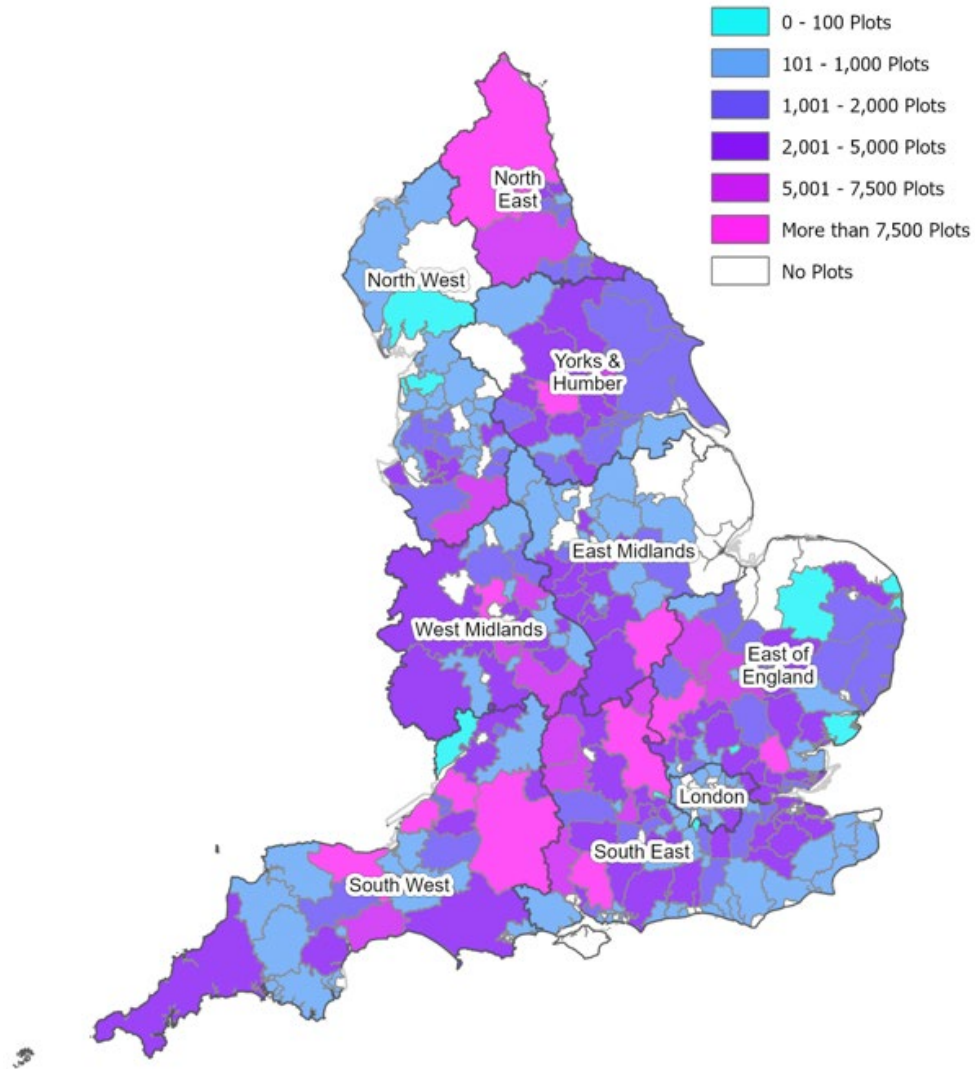 0 - 100 Plots
101 - 1,000 Plots
1,001 - 2,000 Plots
2,001 - 5,000 Plots
5,001 - 7,500 Plots
More than 7,500 Plots
No Plots
North
East
North West
Yorks &
Humber
East Midlands
West Midlands
East of
England
London
South East
South West